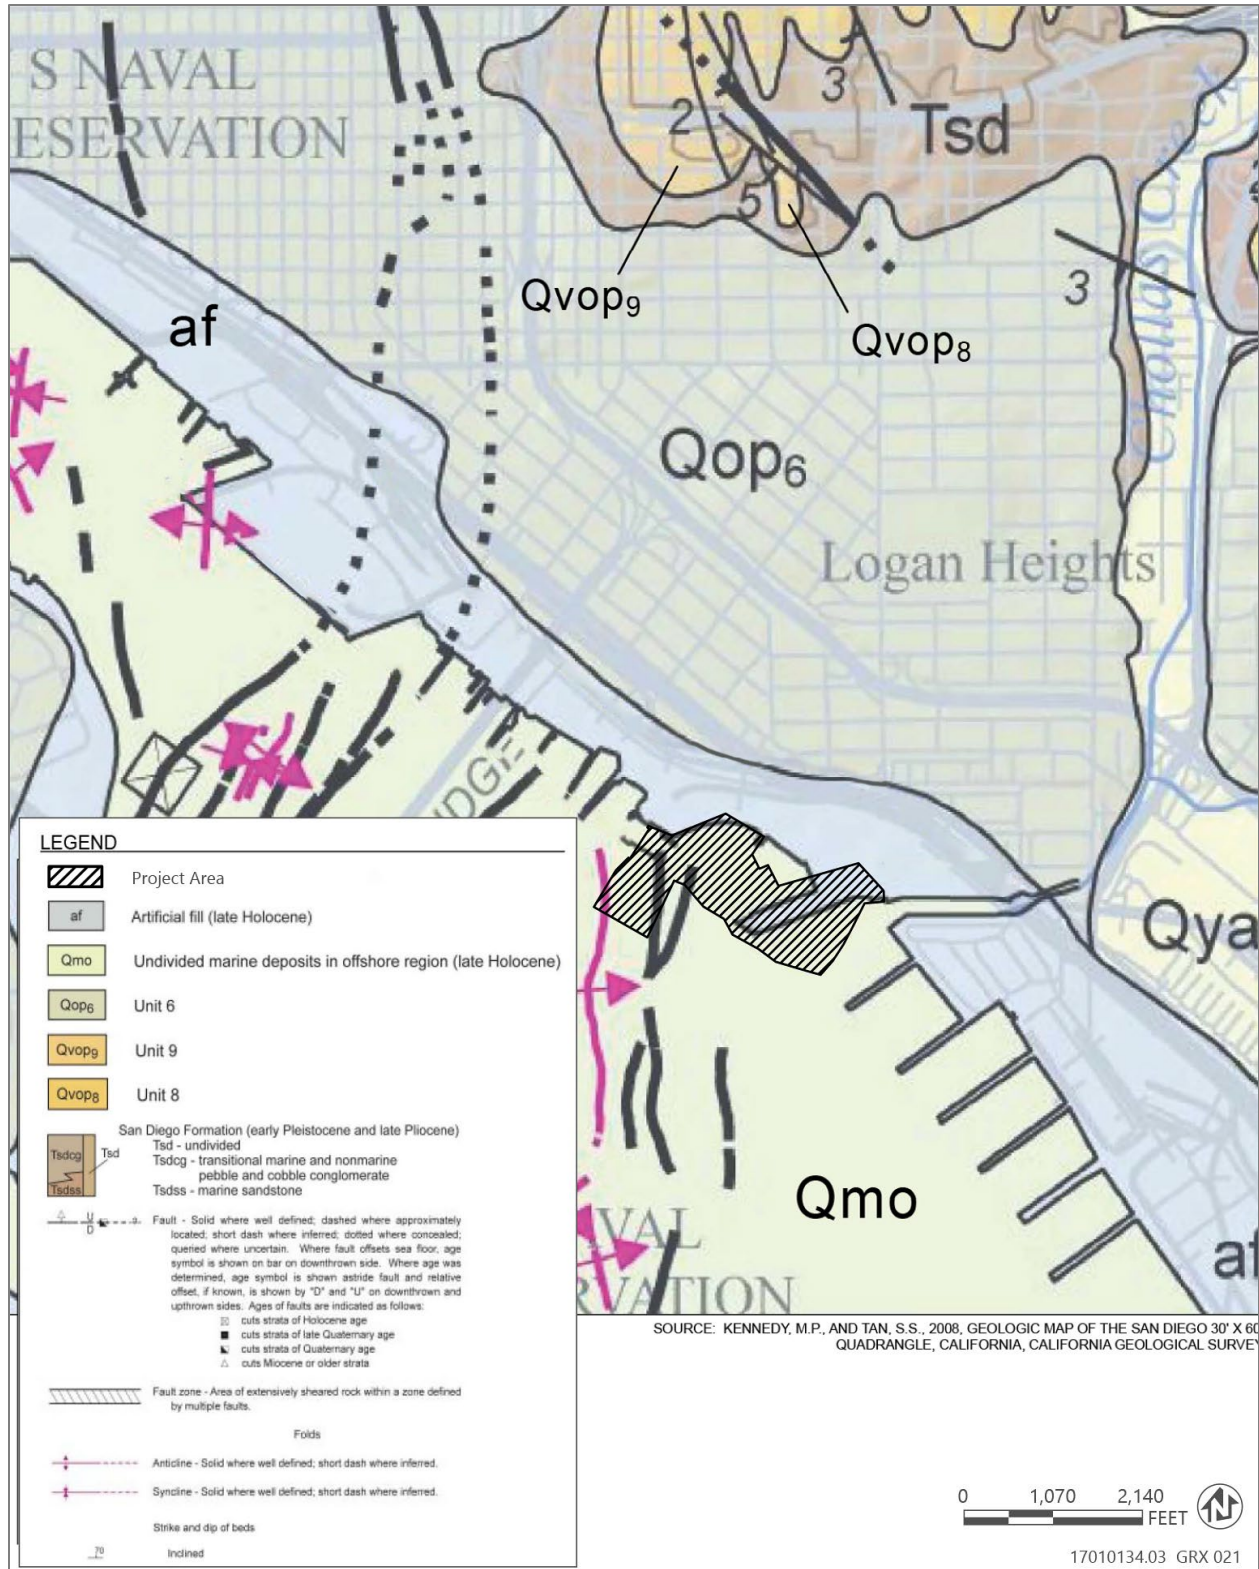 S NAVAL
ESERVATION
3
2
Tsd
5
Qvop9
Qvop8
3
Chollas Creek
af
Qop6
Logan Heights
Qya
Qmo
af
LEGEND
Project Area
af Artificial fill (late Holocene)
Qmo Undivided marine deposits in offshore region (late Holocene)
Qop6 Unit 6
Qvop9 Unit 9
Qvop8 Unit 8
San Diego Formation (early Pleistocene and late Pliocene)
Tsdcg Tsd Tsd - undivided
Tsdcg - transitional marine and nonmarine
pebble and cobble conglomerate
Tsdss Tsdss - marine sandstone
U
D
? Fault - Solid where well defined; dashed where approximately
located; short dash where inferred; dotted where concealed;
queried where uncertain. Where fault offsets sea floor, age
symbol is shown on bar on downthrown side. Where age was
determined, age symbol is shown astride fault and relative
offset, if known, is shown by "D" and "U" on downthrown and
upthrown sides. Ages of faults are indicated as follows:
cuts strata of Holocene age
cuts strata of late Quaternary age
cuts strata of Quaternary age
cuts Miocene or older strata
Fault zone - Area of extensively sheared rock within a zone defined
by multiple faults.
Folds
Anticline - Solid where well defined; short dash where inferred.
Syncline - Solid where well defined; short dash where inferred.
Strike and dip of beds
70 Inclined
SOURCE: KENNEDY, M.P., AND TAN, S.S., 2008, GEOLOGIC MAP OF THE SAN DIEGO 30' X 60
QUADRANGLE, CALIFORNIA, CALIFORNIA GEOLOGICAL SURVEY
0 1,070 2,140
FEET
N
17010134.03 GRX 021